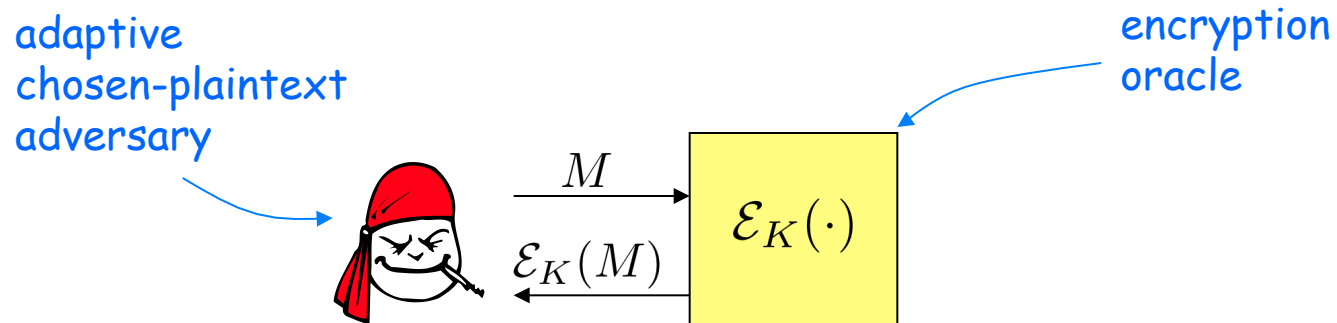 adaptive
chosen-plaintext
adversary
encryption
oracle
M
ℰ_K(·)
ℰ_K(M)